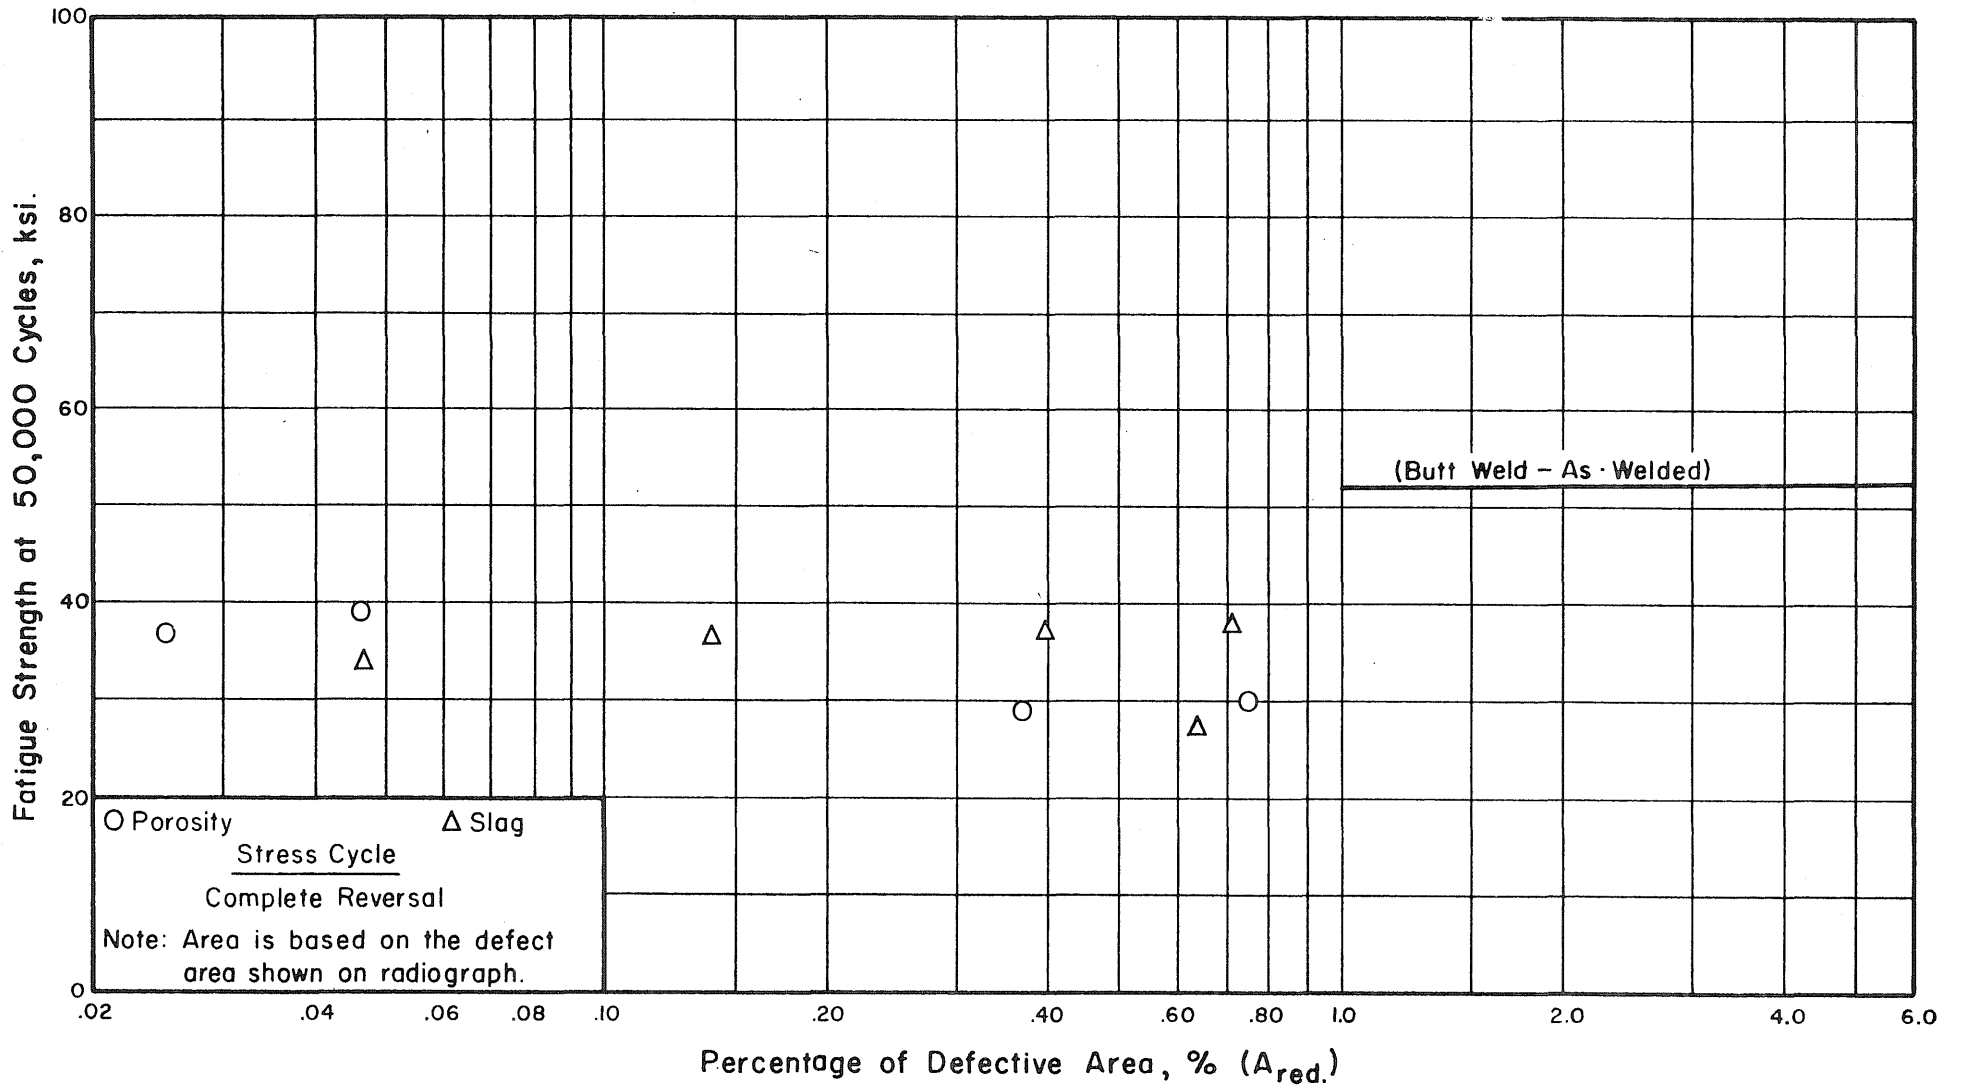 100
80
60
40
20
0
Fatigue Strength at 50,000 Cycles, ksi.
(Butt Weld – As · Welded)
O Porosity Δ Slag
Stress Cycle
Complete Reversal
Note: Area is based on the defect
area shown on radiograph.
.02 .04 .06 .08 .10 .20 .40 .60 .80 1.0 2.0 4.0 6.0
Percentage of Defective Area, % (Ared.)